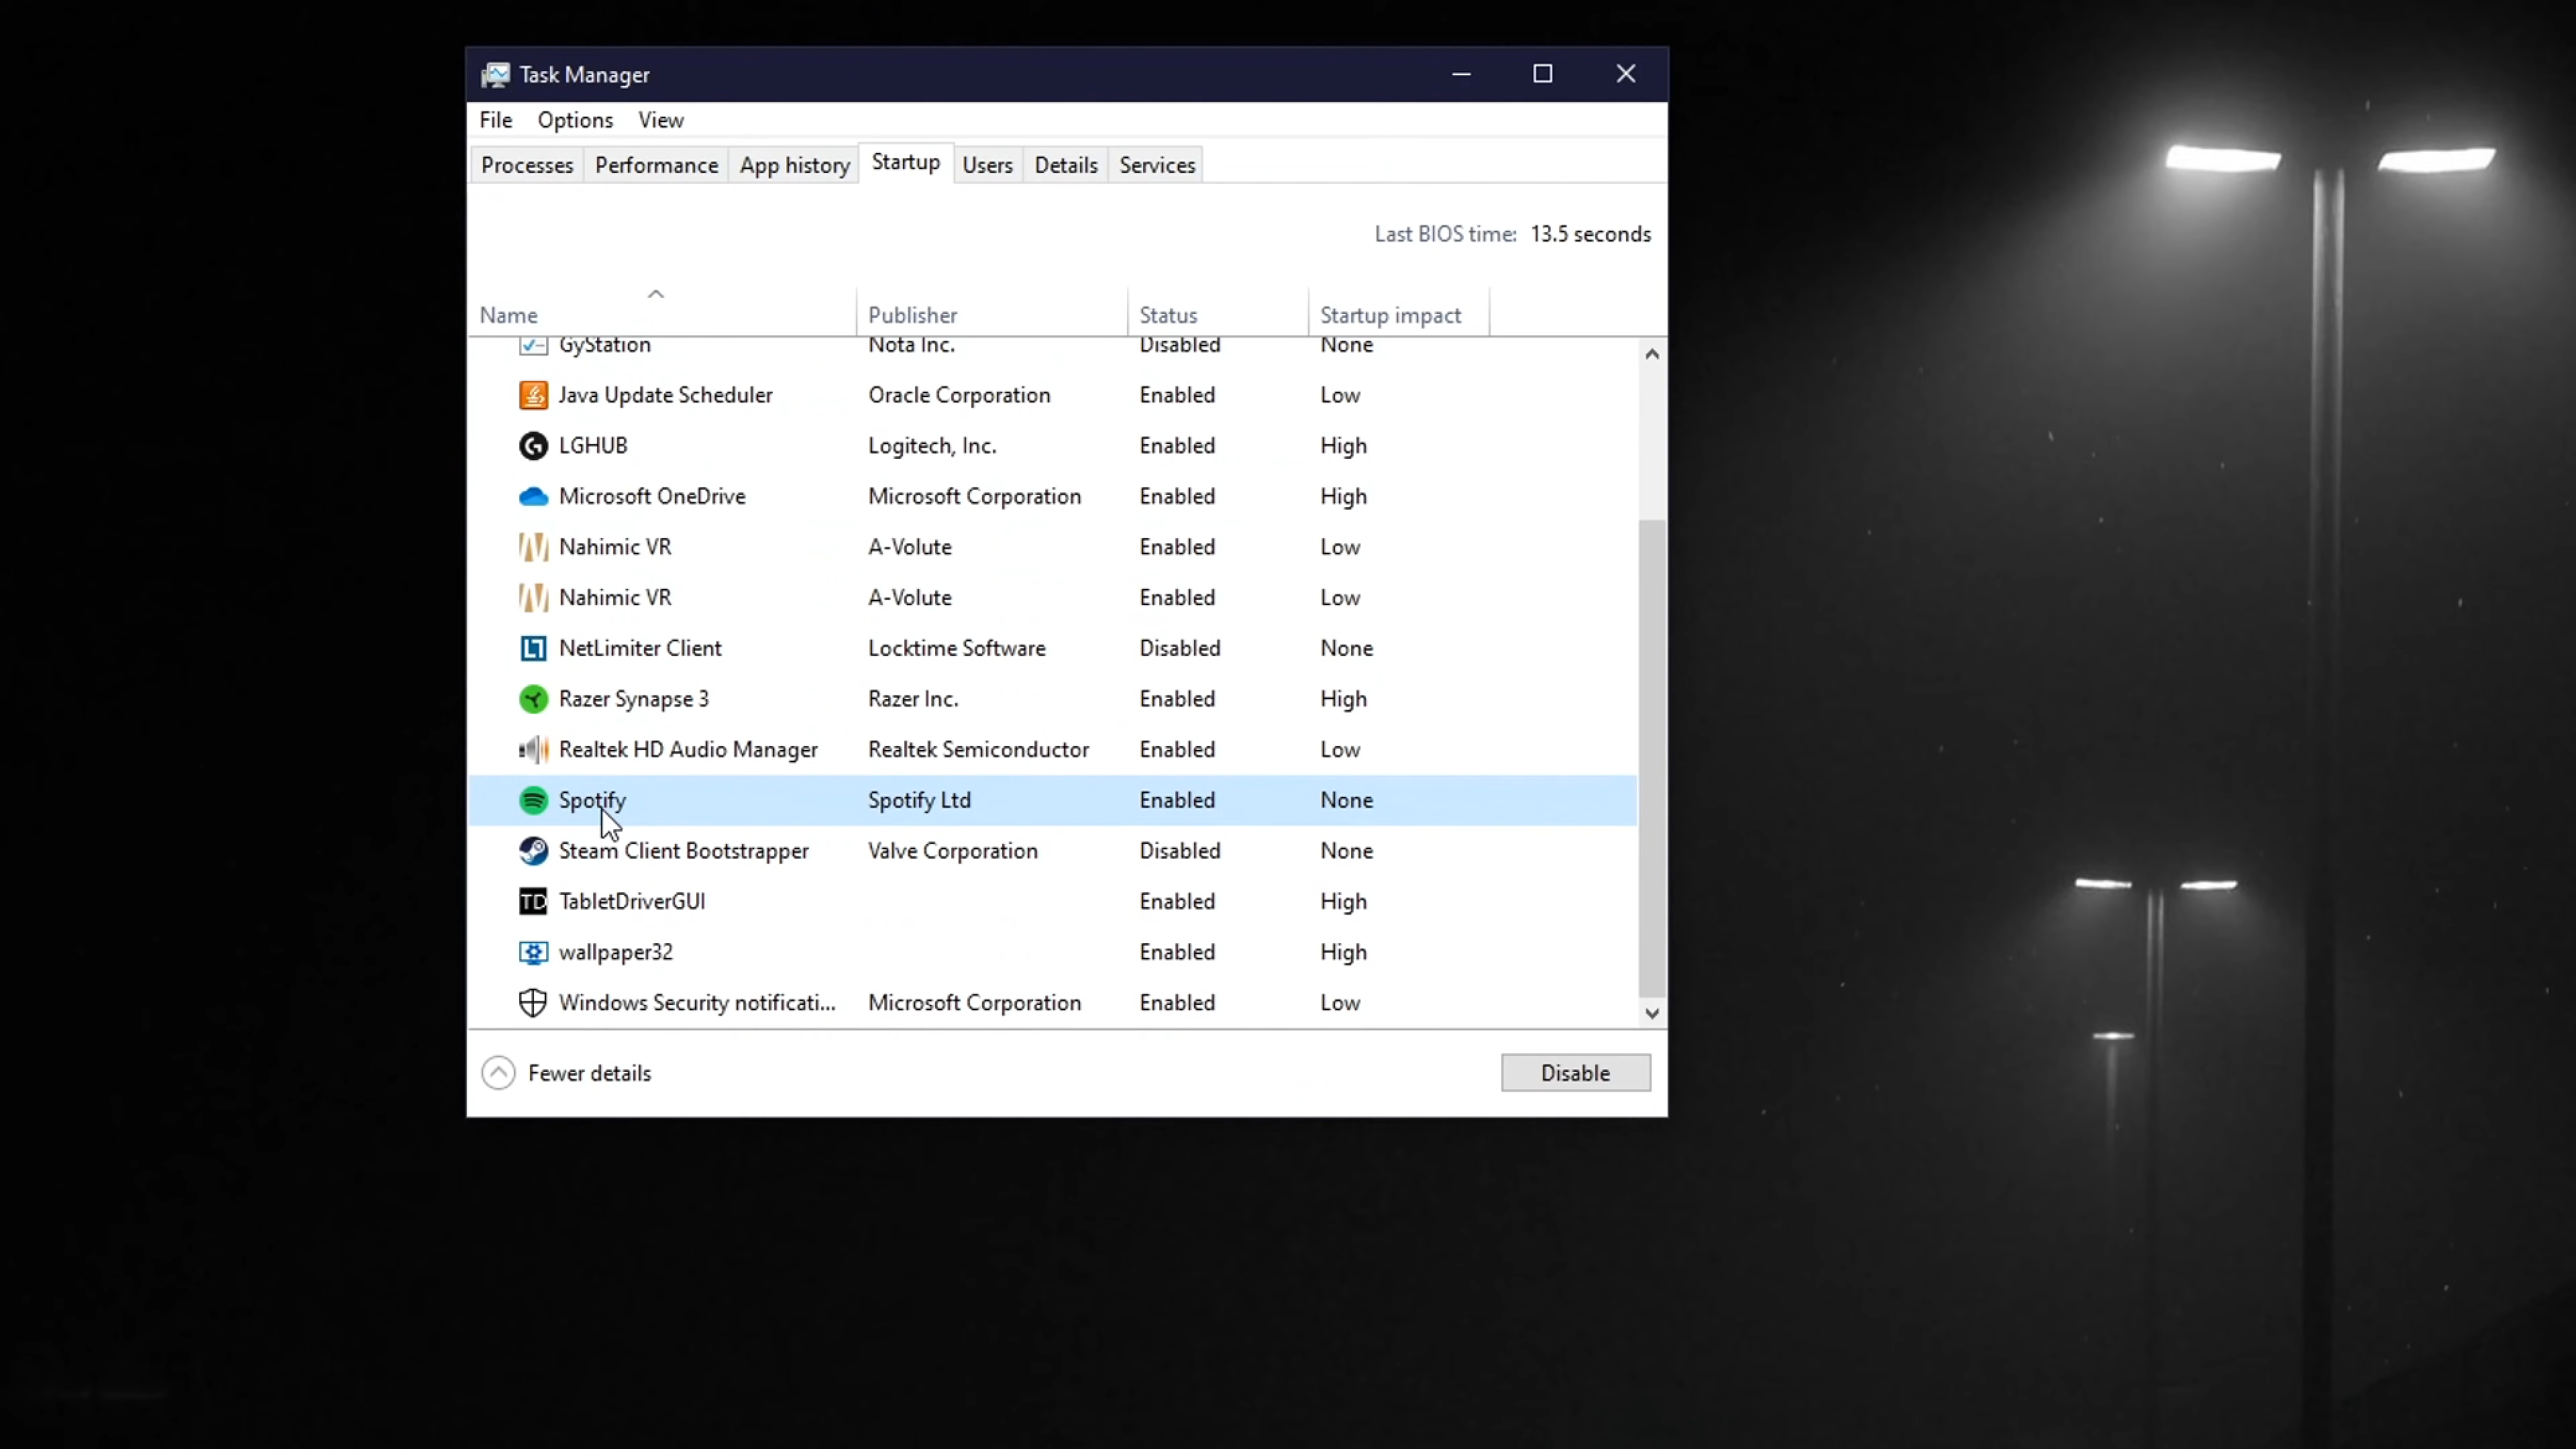 Task Manager
File Options View
Processes Performance App history Startup Users Details Services
Last BIOS time: 13.5 seconds
Name Publisher Status Startup impact
GyStation Nota Inc. Disabled None
Java Update Scheduler Oracle Corporation Enabled Low
LGHUB Logitech, Inc. Enabled High
Microsoft OneDrive Microsoft Corporation Enabled High
Nahimic VR A-Volute Enabled Low
Nahimic VR A-Volute Enabled Low
NetLimiter Client Locktime Software Disabled None
Razer Synapse 3 Razer Inc. Enabled High
Realtek HD Audio Manager Realtek Semiconductor Enabled Low
Spotify Spotify Ltd Enabled None
Steam Client Bootstrapper Valve Corporation Disabled None
TD TabletDriverGUI Enabled High
wallpaper32 Enabled High
Windows Security notificati... Microsoft Corporation Enabled Low
Fewer details Disable